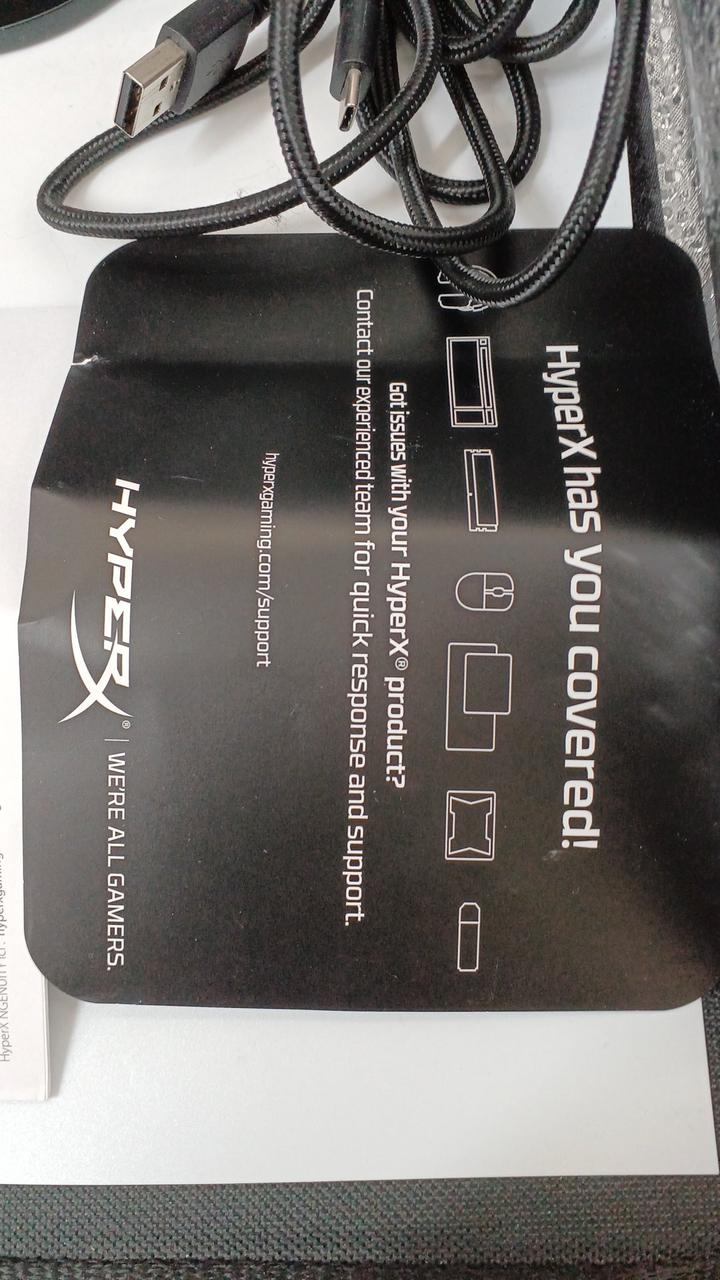 HyperX has you covered!
Got issues with your HyperX® product?
Contact our experienced team for quick response and support.
hyperxgaming.com/support
HYPERX® | WE'RE ALL GAMERS.
HyperX